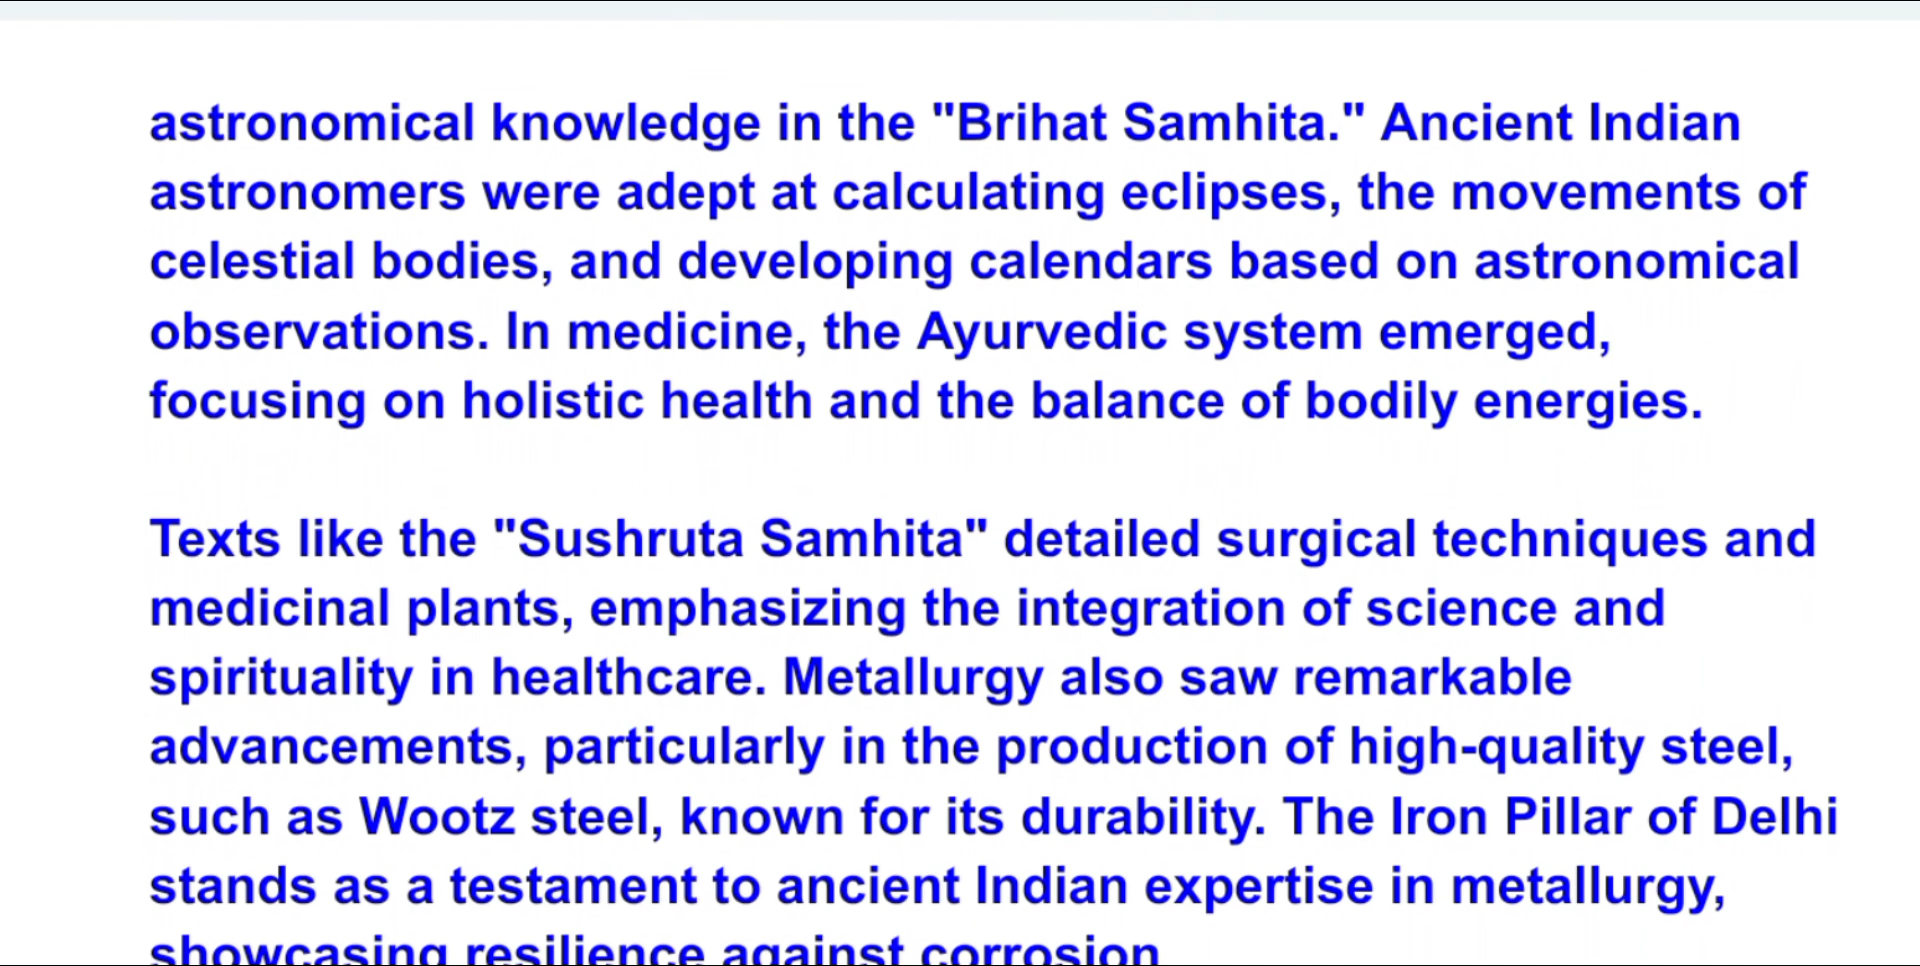 astronomical knowledge in the "Brihat Samhita." Ancient Indian
astronomers were adept at calculating eclipses, the movements of
celestial bodies, and developing calendars based on astronomical
observations. In medicine, the Ayurvedic system emerged,
focusing on holistic health and the balance of bodily energies.
Texts like the "Sushruta Samhita" detailed surgical techniques and
medicinal plants, emphasizing the integration of science and
spirituality in healthcare. Metallurgy also saw remarkable
advancements, particularly in the production of high-quality steel,
such as Wootz steel, known for its durability. The Iron Pillar of Delhi
stands as a testament to ancient Indian expertise in metallurgy,
showcasing resilience against corrosion